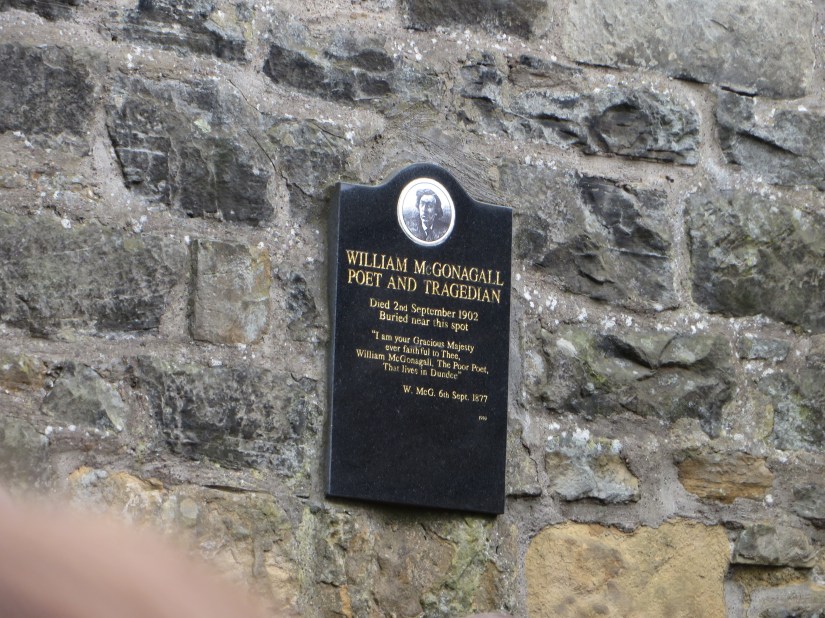 WILLIAM McGONAGALL
POET AND TRAGEDIAN
Died 2nd September 1902
Buried near this spot
"I am your Gracious Majesty
ever faithful to Thee,
William McGonagall, The Poor Poet,
That lives in Dundee"
W. McG. 6th Sept. 1877